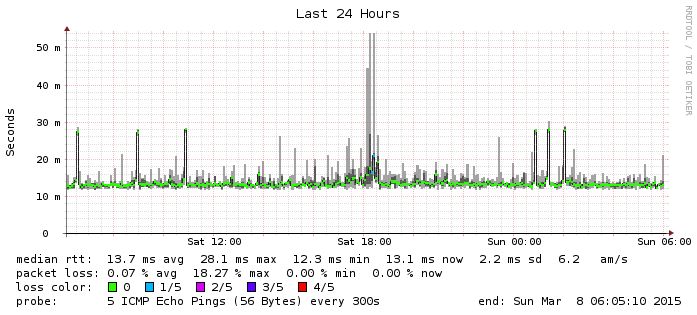 Last 24 Hours
RRDTOOL / TOBI OETIKER
Seconds
50 m
40 m
30 m
20 m
10 m
0
Sat 12:00 Sat 18:00 Sun 00:00 Sun 06:00
median rtt: 13.7 ms avg 28.1 ms max 12.3 ms min 13.1 ms now 2.2 ms sd 6.2 am/s
packet loss: 0.07 % avg 18.27 % max 0.00 % min 0.00 % now
loss color: 0 1/5 2/5 3/5 4/5
probe: 5 ICMP Echo Pings (56 Bytes) every 300s end: Sun Mar 8 06:05:10 2015